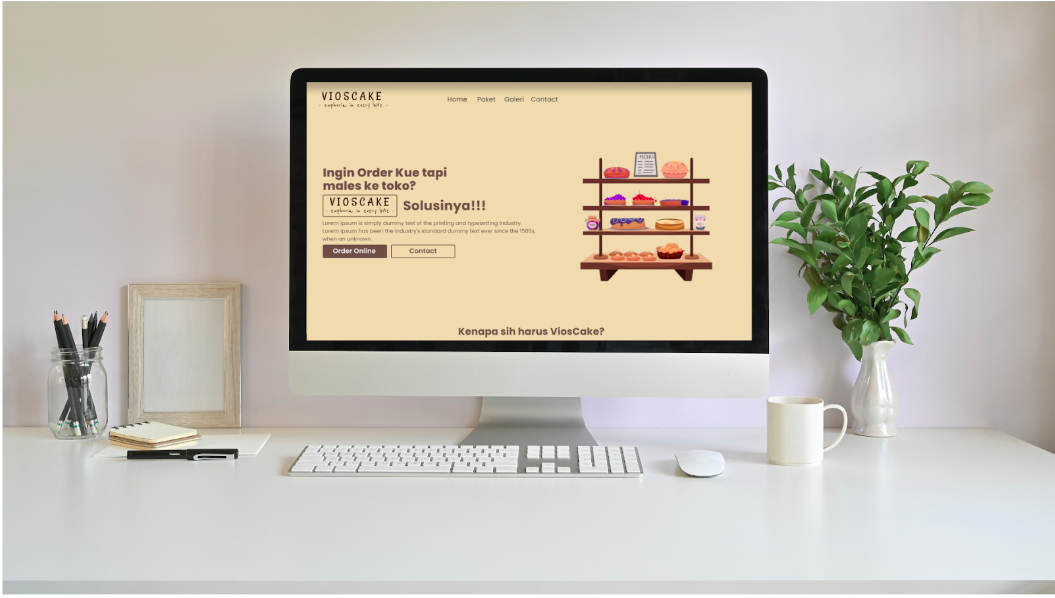 VIOSCAKE
- euphoria in every bite -
Home Paket Galeri Contact
Ingin Order Kue tapi
males ke toko?
VIOSCAKE
- euphoria in every bite -
Solusinya!!!
Lorem Ipsum is simply dummy text of the printing and typesetting industry.
Lorem Ipsum has been the industry's standard dummy text ever since the 1500s,
when an unknown.
Order Online Contact
Kenapa sih harus ViosCake?